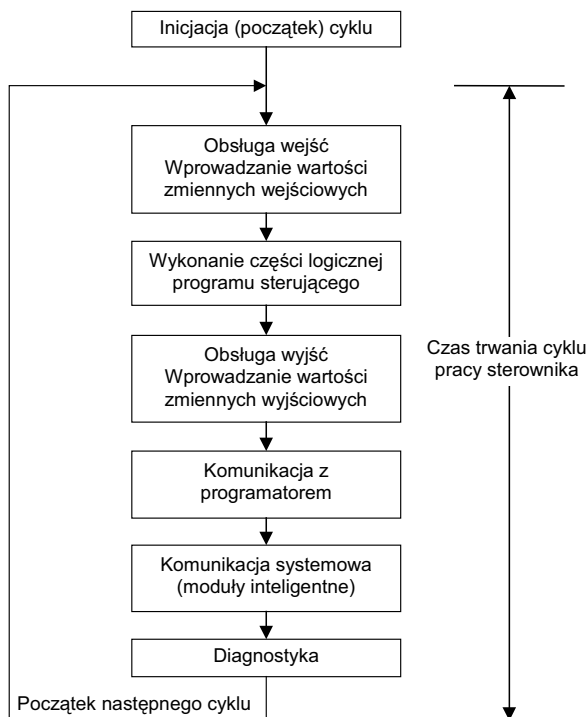 Inicjacja (początek) cyklu
Obsługa wejść
Wprowadzanie wartości
zmiennych wejściowych
Wykonanie części logicznej
programu sterującego
Obsługa wyjść
Wprowadzanie wartości
zmiennych wyjściowych
Czas trwania cyklu
pracy sterownika
Komunikacja z
programatorem
Komunikacja systemowa
(moduły inteligentne)
Diagnostyka
Początek następnego cyklu